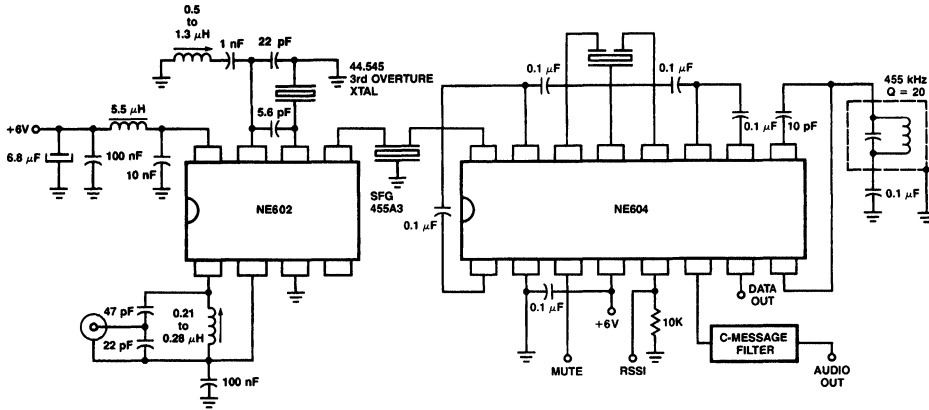 0.5
to
1.3 µH
1 nF
22 pF
44.545
3rd OVERTURE
XTAL
5.6 pF
5.5 µH
+6V
6.8 µF
100 nF
10 nF
NE602
SFG
455A3
47 pF
22 pF
0.21
to
0.28 µH
100 nF
0.1 µF
0.1 µF
0.1 µF
0.1 µF
10 pF
455 kHz
Q = 20
0.1 µF
NE604
0.1 µF
+6V
MUTE
RSSI
10K
DATA
OUT
C-MESSAGE
FILTER
AUDIO
OUT